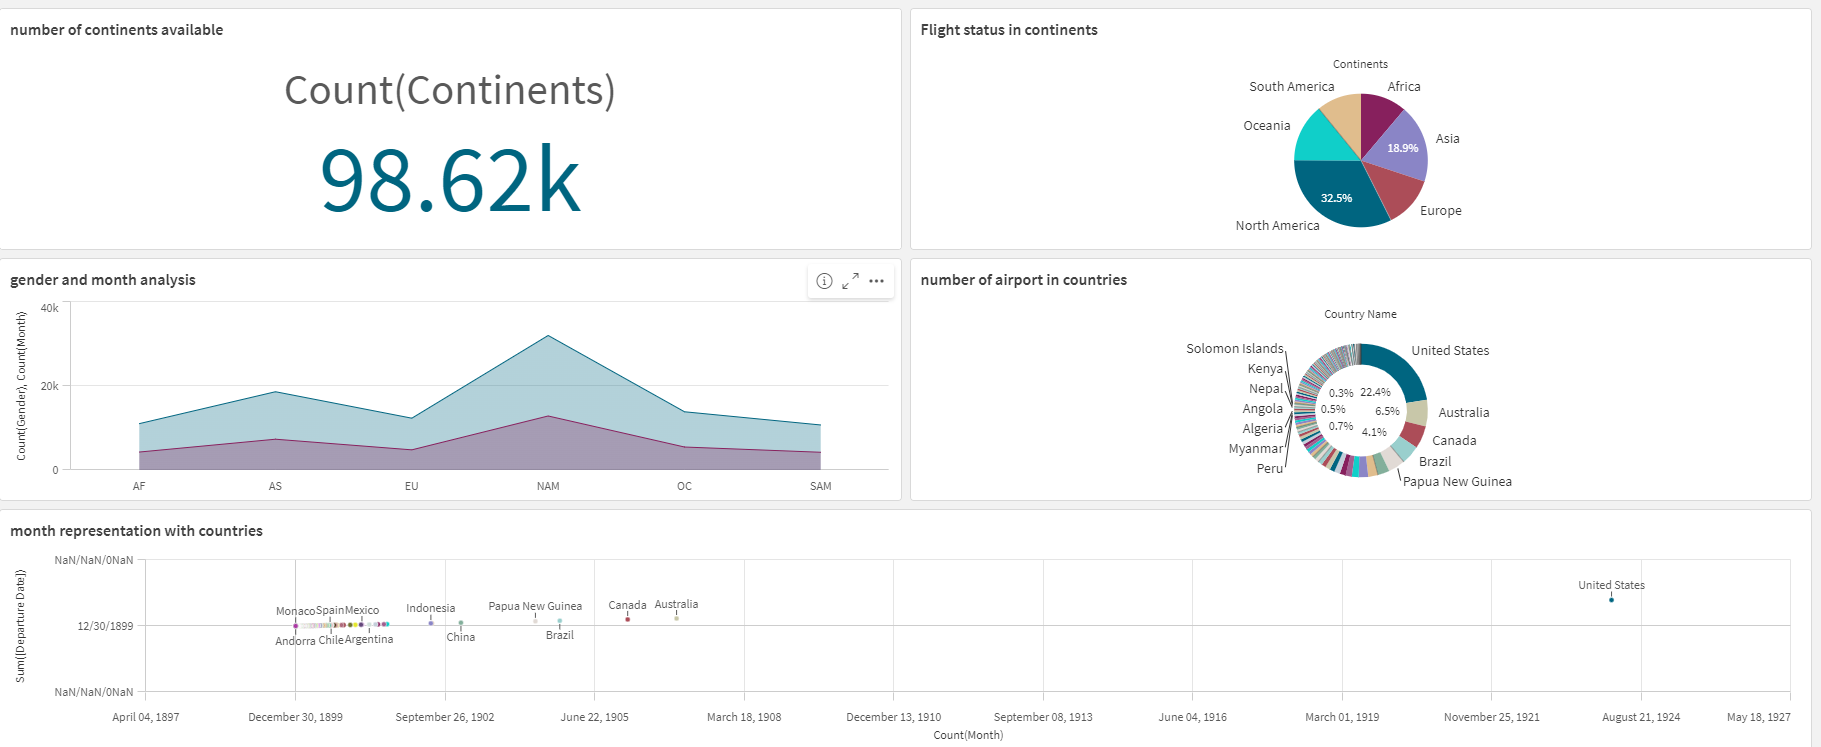 number of continents available
Count(Continents)
98.62k
Flight status in continents
Continents
South America
Africa
Oceania
Asia
18.9%
32.5%
Europe
North America
gender and month analysis
Count(Gender), Count(Month)
40k
20k
0
AF AS EU NAM OC SAM
number of airport in countries
Country Name
Solomon Islands
United States
Kenya
Nepal
0.3% 22.4%
Angola
0.5% 6.5%
Australia
Algeria
0.7% 4.1%
Canada
Myanmar
Brazil
Peru
Papua New Guinea
month representation with countries
Sum([Departure Date])
NaN/NaN/0NaN
United States
Monaco Spain Mexico Indonesia Papua New Guinea Canada Australia
12/30/1899
Andorra Chile Argentina China Brazil
NaN/NaN/0NaN
April 04, 1897 December 30, 1899 September 26, 1902 June 22, 1905 March 18, 1908 December 13, 1910 September 08, 1913 June 04, 1916 March 01, 1919 November 25, 1921 August 21, 1924 May 18, 1927
Count(Month)